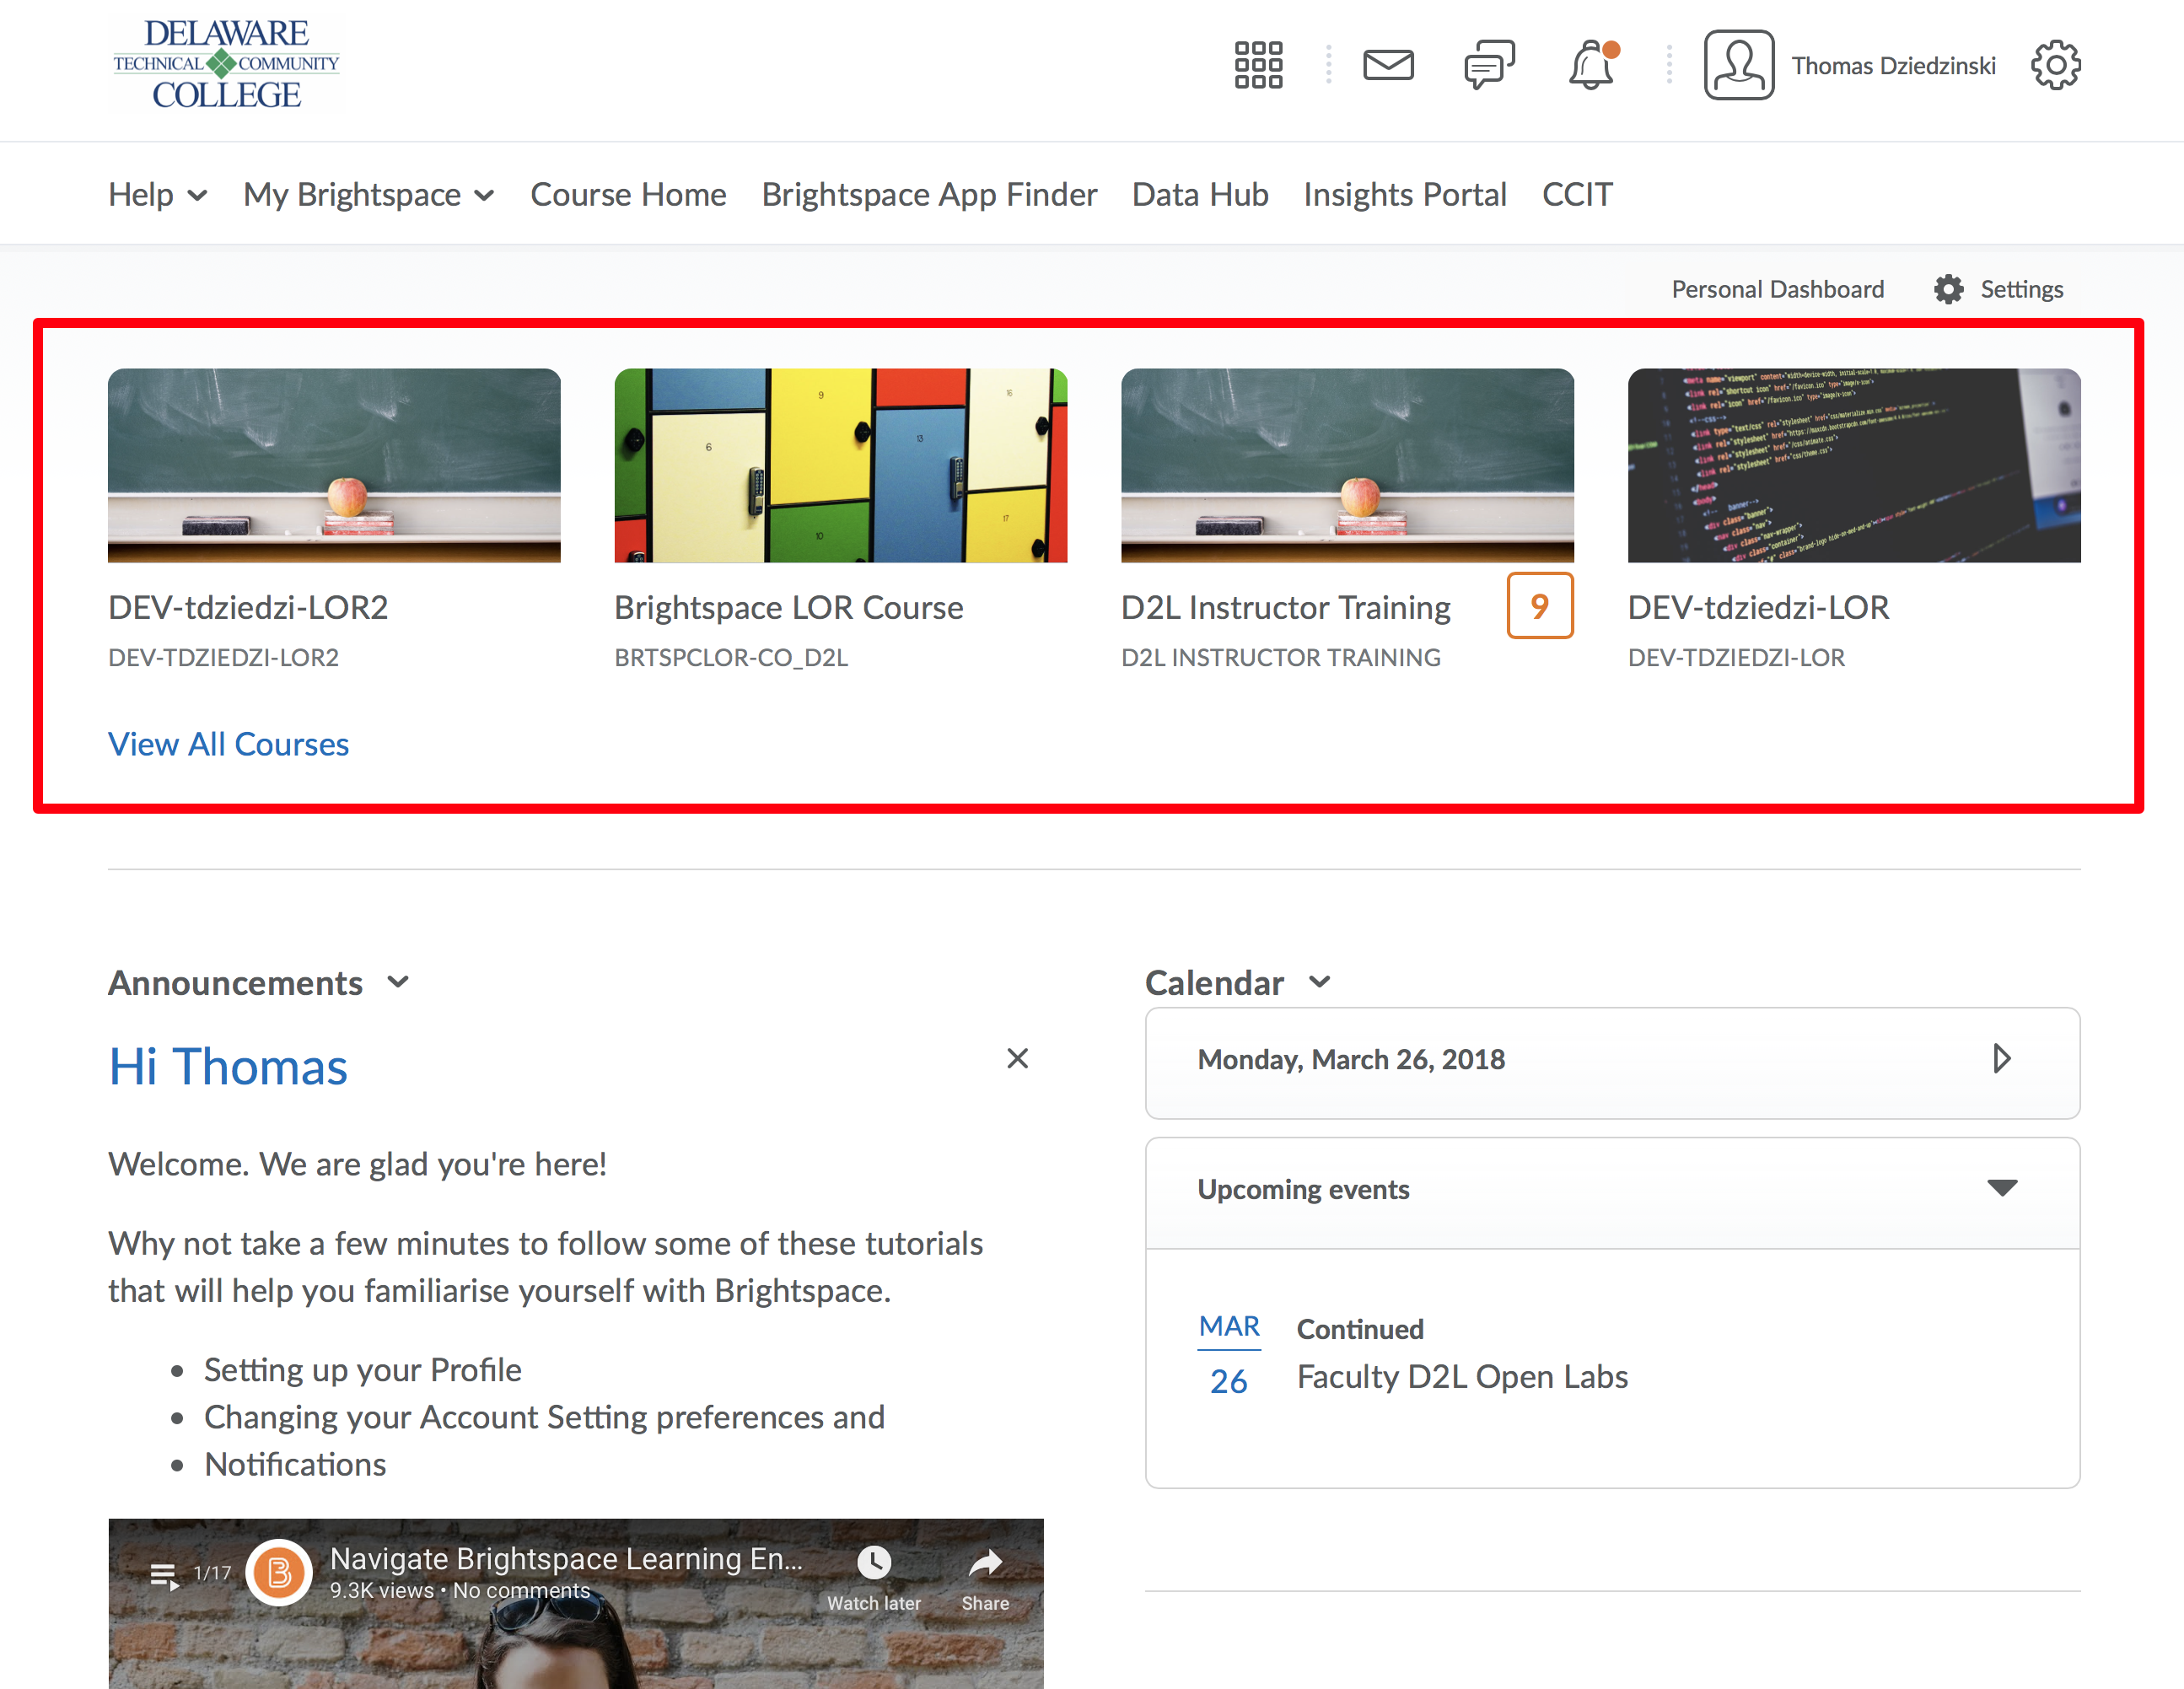 DELAWARE
TECHNICAL COMMUNITY
COLLEGE
Thomas Dziedzinski
Help My Brightspace Course Home Brightspace App Finder Data Hub Insights Portal CCIT
Personal Dashboard Settings
6
9
10
13
16
17
DEV-tdziedzi-LOR2
DEV-TDZIEDZI-LOR2
Brightspace LOR Course
BRTSPCLOR-CO_D2L
D2L Instructor Training 9
D2L INSTRUCTOR TRAINING
DEV-tdziedzi-LOR
DEV-TDZIEDZI-LOR
View All Courses
Announcements
Hi Thomas
Welcome. We are glad you're here!
Why not take a few minutes to follow some of these tutorials
that will help you familiarise yourself with Brightspace.
Setting up your Profile
Changing your Account Setting preferences and
Notifications
1/17
B
Navigate Brightspace Learning En...
9.3K views • No comments
Watch later
Share
Calendar
Monday, March 26, 2018
Upcoming events
MAR
26
Continued
Faculty D2L Open Labs